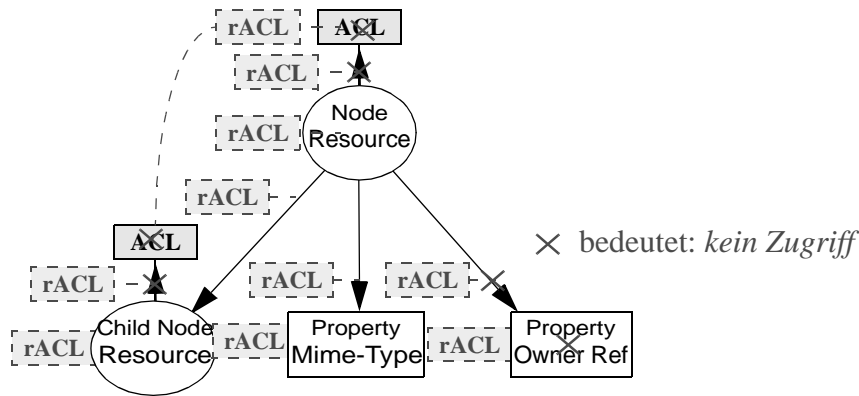 rACL ACL
rACL
Node
rACL Resource
rACL
ACL
bedeutet: kein Zugriff
rACL rACL rACL
Child Node Property Property
rACL Resource rACL Mime-Type rACL Owner Ref